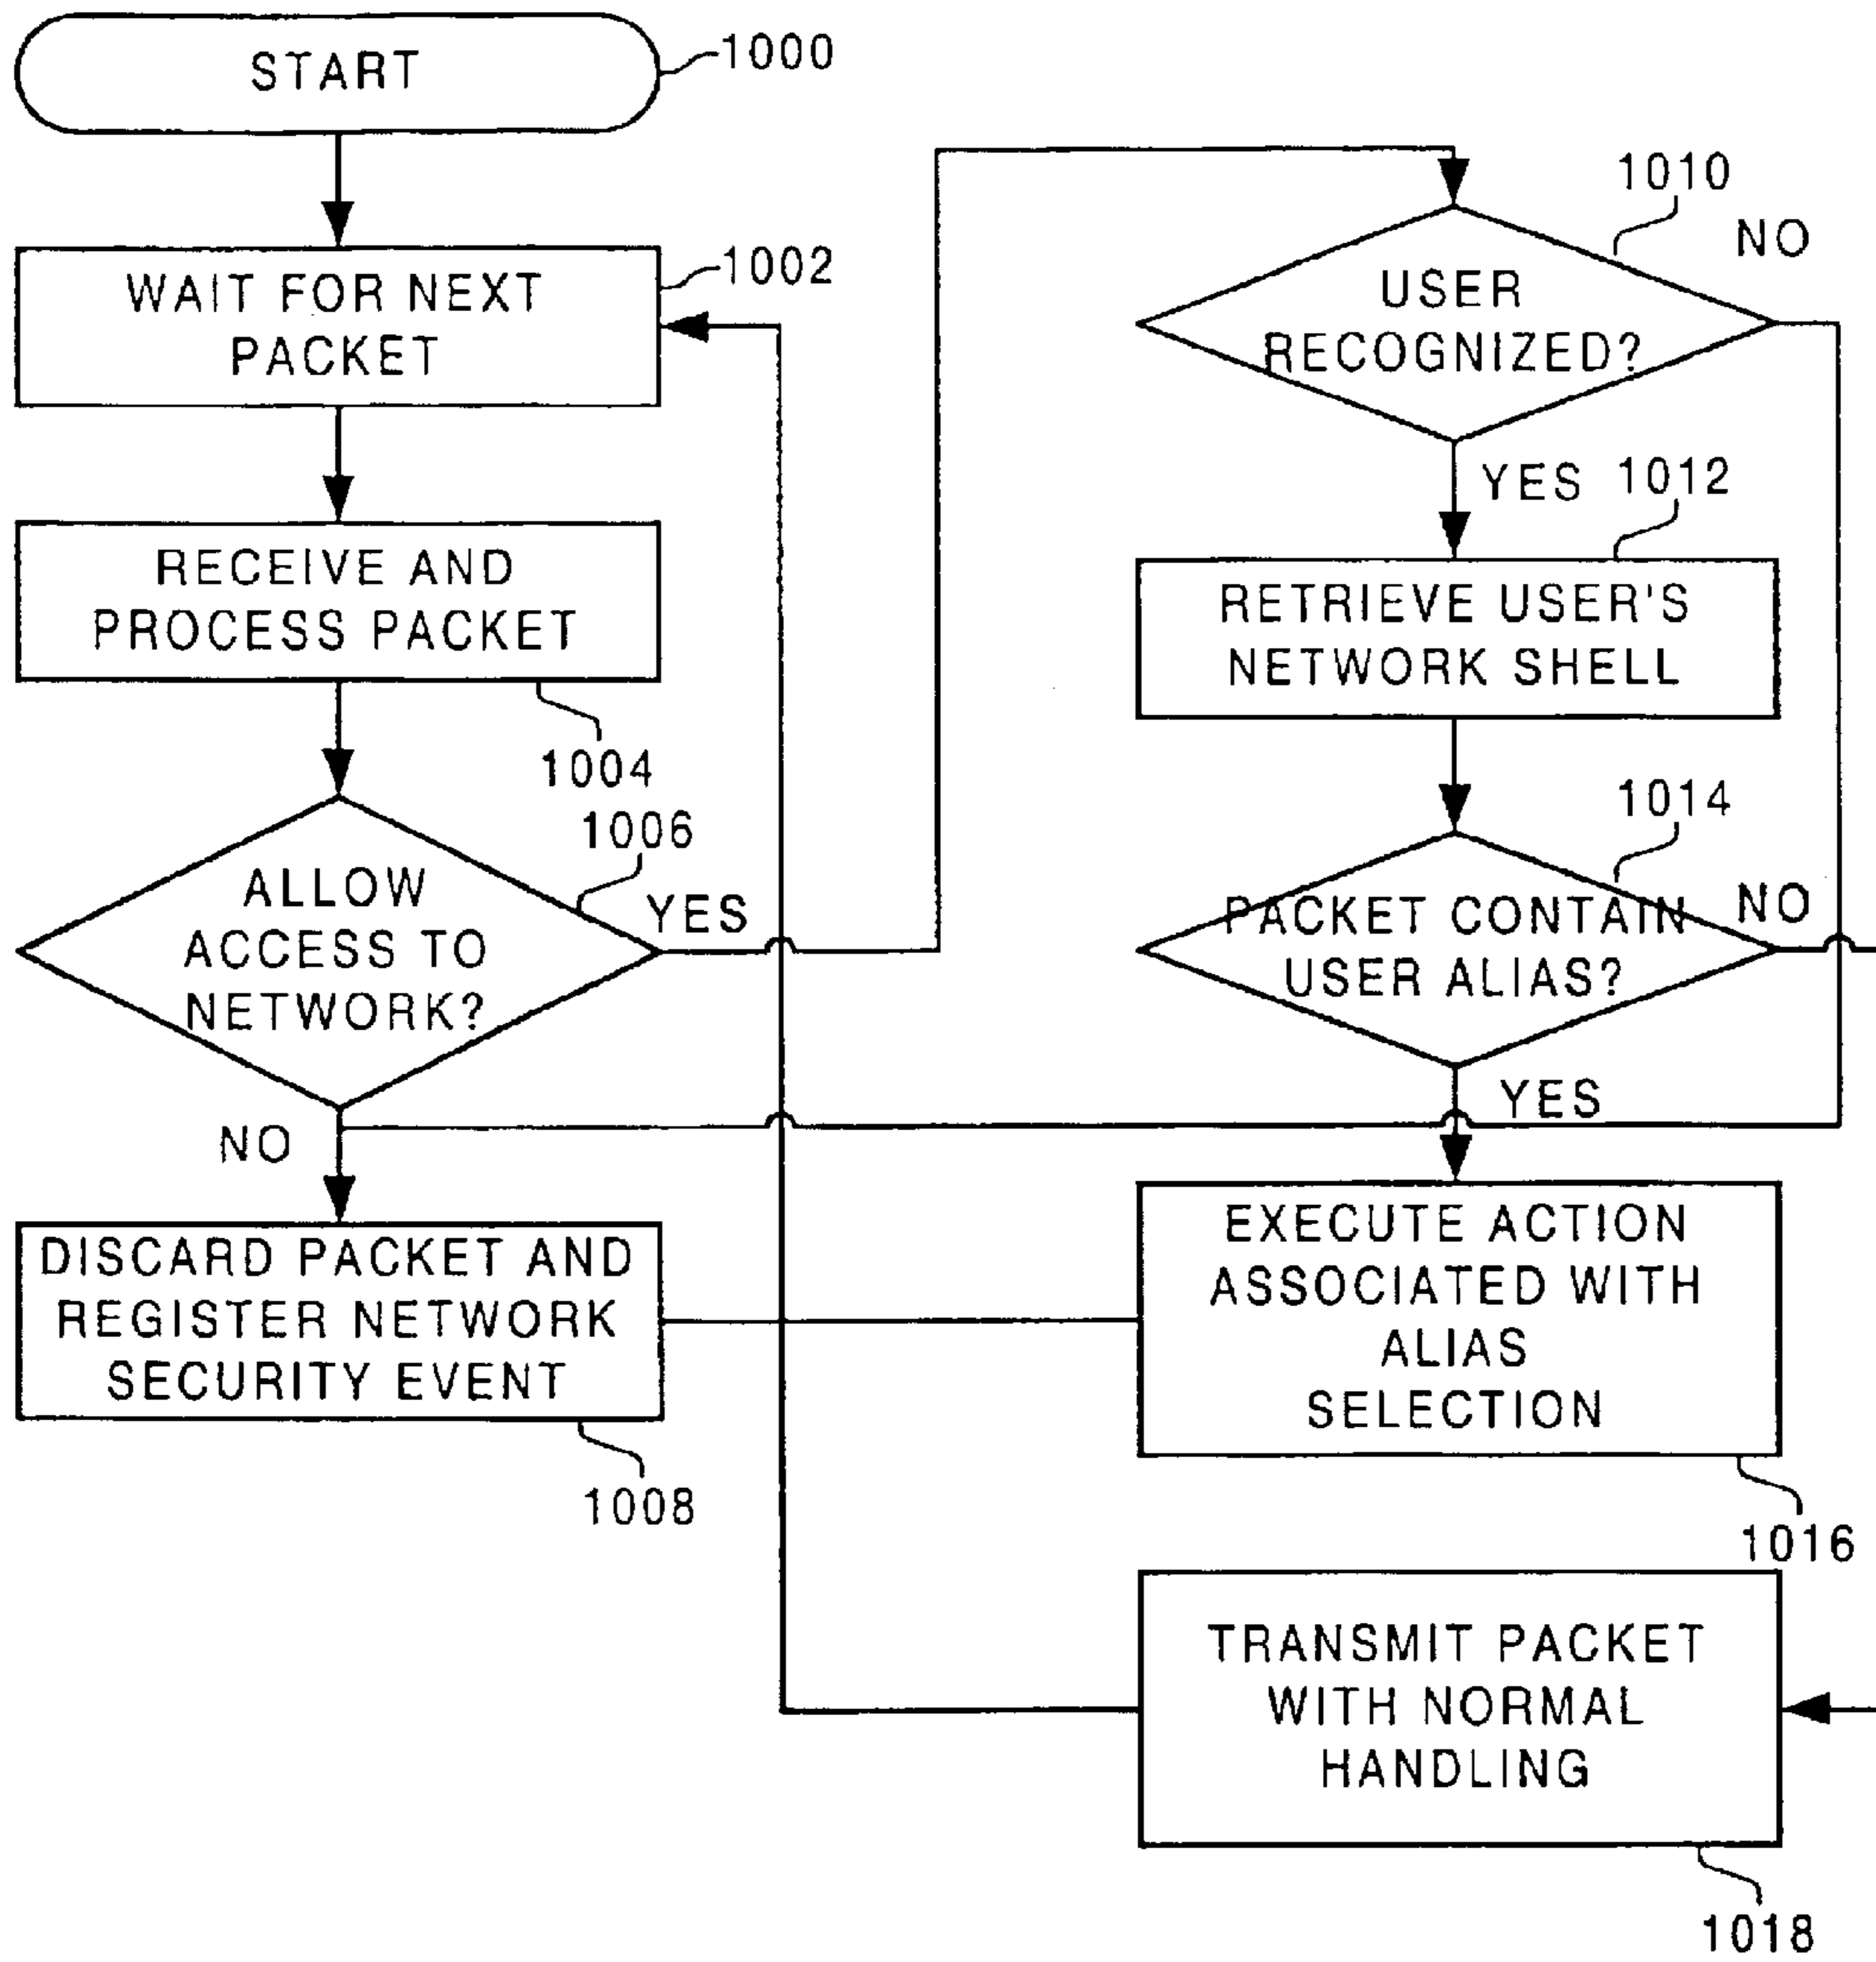 START
1000
WAIT FOR NEXT
PACKET
1002
RECEIVE AND
PROCESS PACKET
1004
ALLOW
ACCESS TO
NETWORK?
1006
YES
NO
DISCARD PACKET AND
REGISTER NETWORK
SECURITY EVENT
1008
USER
RECOGNIZED?
1010
NO
YES
RETRIEVE USER'S
NETWORK SHELL
1012
PACKET CONTAIN
USER ALIAS?
1014
NO
YES
EXECUTE ACTION
ASSOCIATED WITH
ALIAS
SELECTION
1016
TRANSMIT PACKET
WITH NORMAL
HANDLING
1018